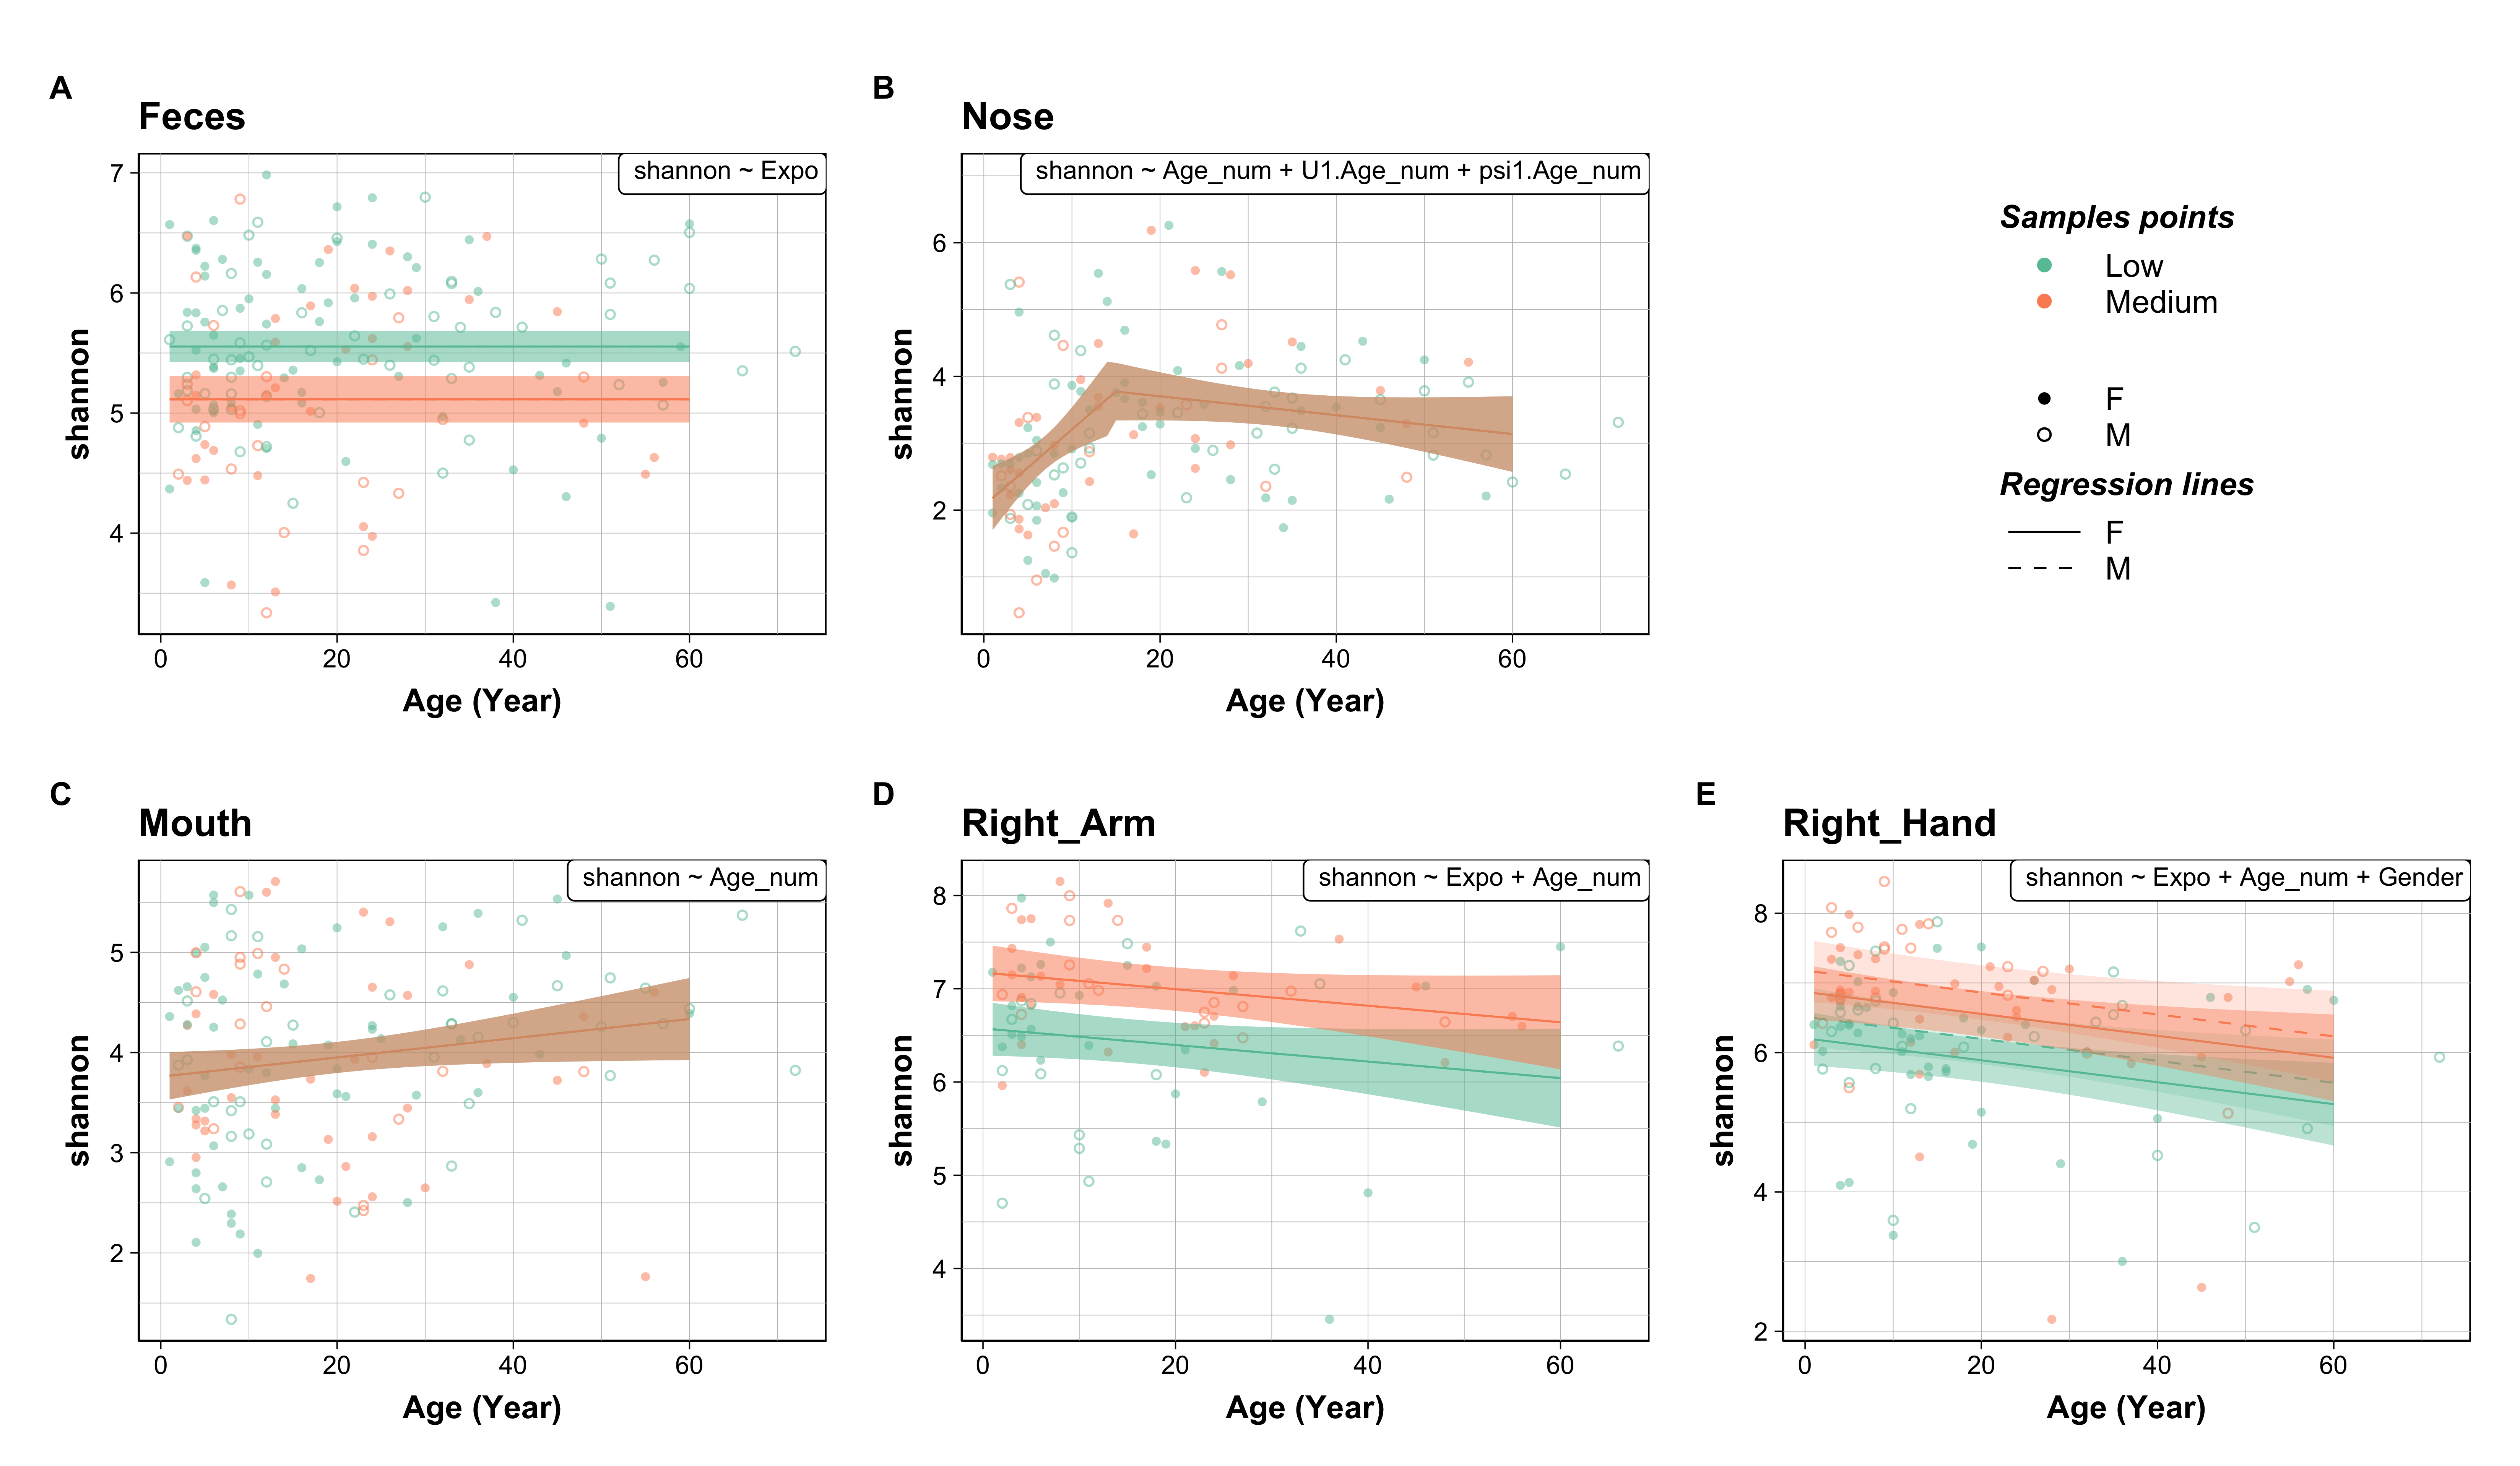 A
Feces
shannon ~ Expo
7
6
5
4
shannon
0 20 40 60
Age (Year)
B
Nose
shannon ~ Age_num + U1.Age_num + psi1.Age_num
6
4
2
shannon
0 20 40 60
Age (Year)
Samples points
Low
Medium
F
M
Regression lines
F
M
C
Mouth
shannon ~ Age_num
5
4
3
2
shannon
0 20 40 60
Age (Year)
D
Right_Arm
shannon ~ Expo + Age_num
8
7
6
5
4
shannon
0 20 40 60
Age (Year)
E
Right_Hand
shannon ~ Expo + Age_num + Gender
8
6
4
2
shannon
0 20 40 60
Age (Year)